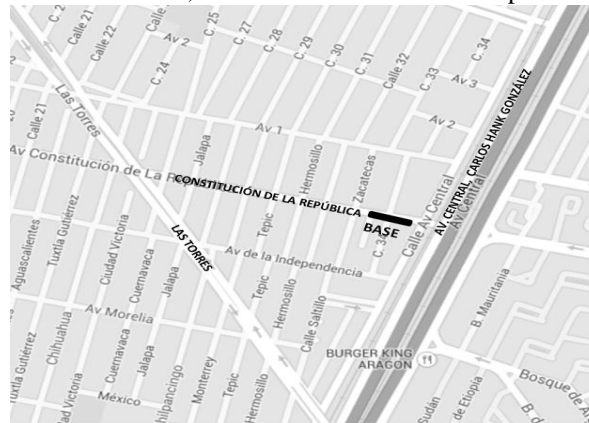 Calle 22
Calle 21
C. 24
Av 2
C. 27
C. 28
C. 29
C. 30
C. 31
Calle 32
C. 33
C. 34
Av 3
Av 2
Calle 21
Las Torres
Av 1
Jalapa
Hermosillo
Zacatecas
Av Constitución de La Re
CONSTITUCIÓN DE LA REPÚBLICA
BASE
AV. CENTRAL, CARLOS HANK GONZÁLEZ
Calle Av Central
Av Central
LAS TORRES
Aguascalientes
Tuxtla Gutiérrez
Ciudad Victoria
Cuernavaca
Jalapa
Tepic
Av de la Independencia
Hermosillo
Tepic
Calle Saltillo
B. Mauritania
Av Morelia
Tuxtla Gutiérrez
Chihuahua
Cuernavaca
Jalapa
BURGER KING
ARAGON
Bosque de A
Victoria
México
hilpancingo
Monterrey
Tepic
Hermosillo
Sudán
de Etiopia
B. d